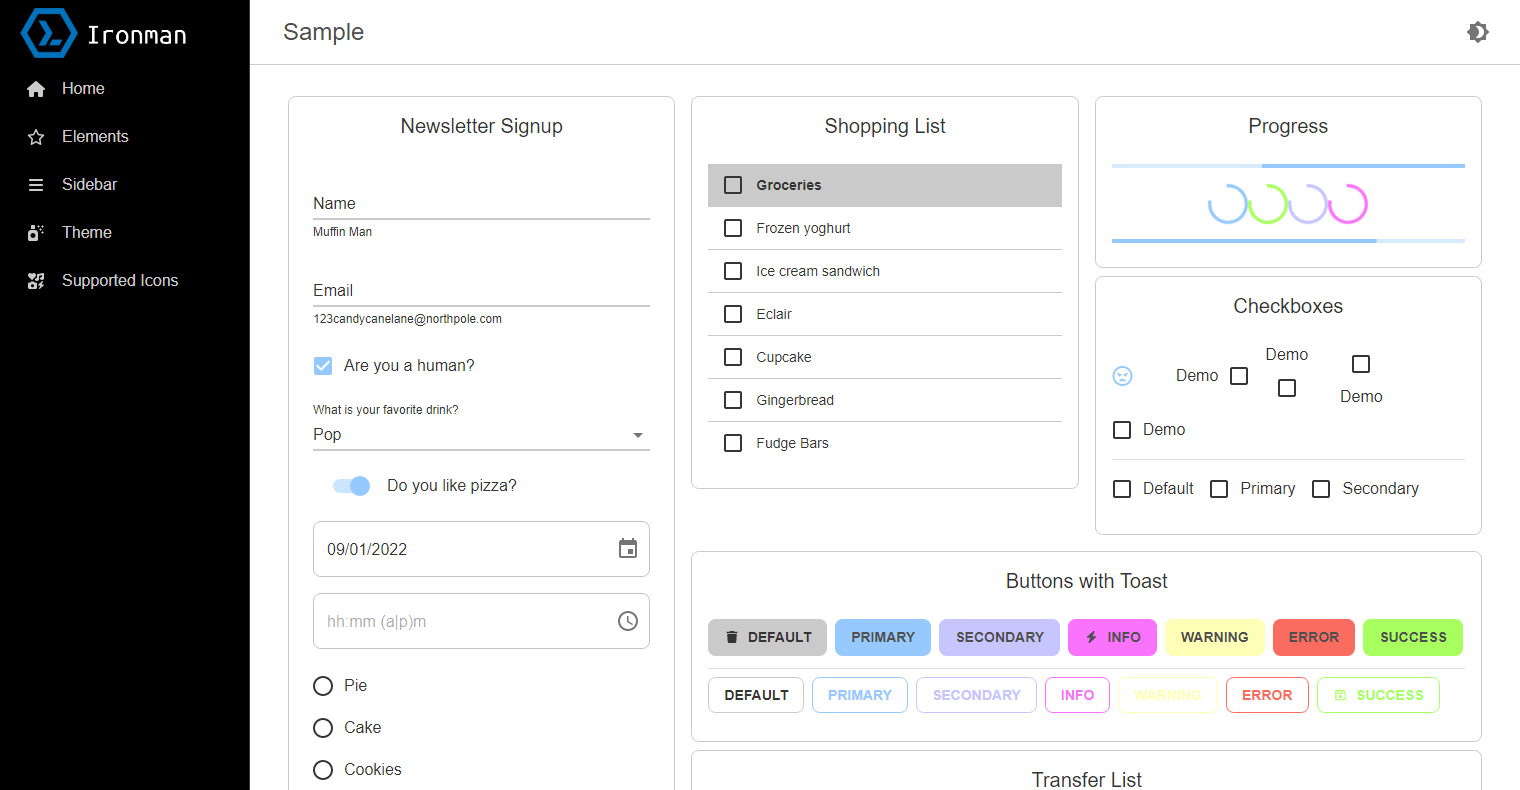 Ironman
Home
Elements
Sidebar
Theme
Supported Icons
Sample
Newsletter Signup
Name
Muffin Man
Email
123candycanelane@northpole.com
Are you a human?
What is your favorite drink?
Pop
Do you like pizza?
09/01/2022
hh:mm (a|p)m
Pie
Cake
Cookies
Shopping List
Groceries
Frozen yoghurt
Ice cream sandwich
Eclair
Cupcake
Gingerbread
Fudge Bars
Progress
Checkboxes
Demo
Demo
Demo
Demo
Default Primary Secondary
Buttons with Toast
DEFAULT PRIMARY SECONDARY INFO WARNING ERROR SUCCESS
DEFAULT PRIMARY SECONDARY INFO WARNING ERROR SUCCESS
Transfer List